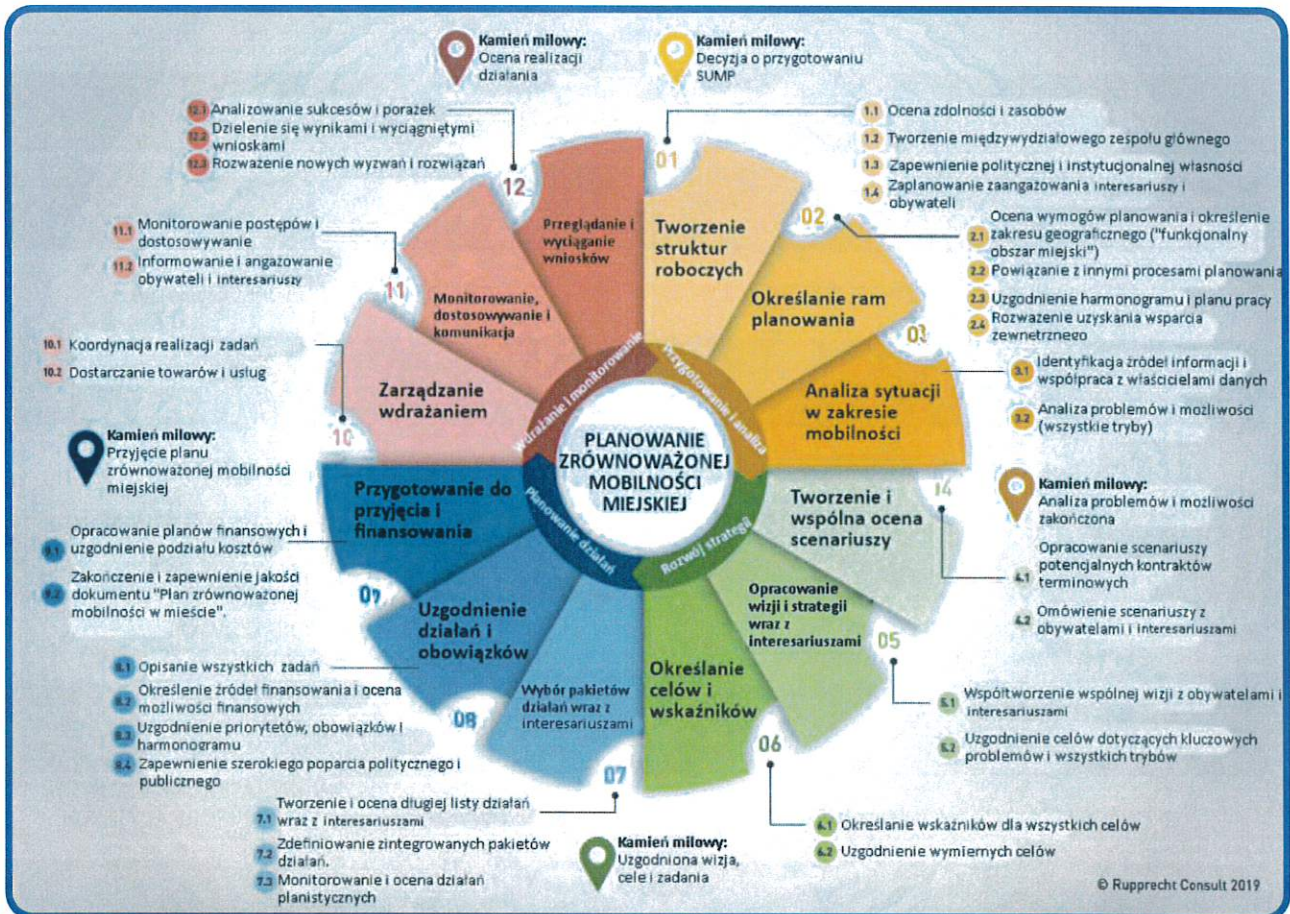 Kamień milowy:
Ocena realizacji
działania
Kamień milowy:
Decyzja o przygotowaniu
SUMP
12.1 Analizowanie sukcesów i porażek
12.2 Dzielenie się wynikami i wyciągniętymi
wnioskami
12.3 Rozważenie nowych wyzwań i rozwiązań
1.1 Ocena zdolności i zasobów
1.2 Tworzenie międzywydziałowego zespołu głównego
1.3 Zapewnienie politycznej i instytucjonalnej własności
1.4 Zaplanowanie zaangażowania interesariuszy i
obywateli
11.1 Monitorowanie postępów i
dostosowywanie
11.2 Informowanie i angażowanie
obywateli i interesariuszy
2.1 Ocena wymogów planowania i określenie
zakresu geograficznego ("funkcjonalny
obszar miejski")
2.2 Powiązanie z innymi procesami planowania
2.3 Uzgodnienie harmonogramu i planu pracy
2.4 Rozważenie uzyskania wsparcia
zewnętrznego
10.1 Koordynacja realizacji zadań
10.2 Dostarczanie towarów i usług
3.1 Identyfikacja źródeł informacji i
współpraca z właścicielami danych
3.2 Analiza problemów i możliwości
(wszystkie tryby)
Kamień milowy:
Przyjęcie planu
zrównoważonej mobilności
miejskiej
Kamień milowy:
Analiza problemów i możliwości
zakończona
9.1 Opracowanie planów finansowych i
uzgodnienie podziału kosztów
9.2 Zakończenie i zapewnienie jakości
dokumentu "Plan zrównoważonej
mobilności w mieście".
4.1 Opracowanie scenariuszy
potencjalnych kontraktów
terminowych
4.2 Omówienie scenariuszy z
obywatelami i interesariuszami
8.1 Opisanie wszystkich zadań
8.2 Określenie źródeł finansowania i ocena
możliwości finansowych
8.3 Uzgodnienie priorytetów, obowiązków i
harmonogramu
8.4 Zapewnienie szerokiego poparcia politycznego i
publicznego
5.1 Współtworzenie wspólnej wizji z obywatelami i
interesariuszami
5.2 Uzgodnienie celów dotyczących kluczowych
problemów i wszystkich trybów
7.1 Tworzenie i ocena długiej listy działań
wraz z interesariuszami
7.2 Zdefiniowanie zintegrowanych pakietów
działań.
7.3 Monitorowanie i ocena działań
planistycznych
Kamień milowy:
Uzgodniona wizja,
cele i zadania
6.1 Określanie wskaźników dla wszystkich celów
6.2 Uzgodnienie wymiernych celów
01
Tworzenie
struktur
roboczych
02
Określanie ram
planowania
03
Analiza sytuacji
w zakresie
mobilności
14
Tworzenie i
wspólna ocena
scenariuszy
05
Opracowanie
wizji i strategii
wraz z
interesariuszami
06
Określanie
celów i
wskaźników
07
Wybór pakietów
działań wraz z
interesariuszami
08
Uzgodnienie
działań i
obowiązków
09
Przygotowanie do
przyjęcia i
finansowania
10
Zarządzanie
wdrażaniem
11
Monitorowanie,
dostosowywanie i
komunikacja
12
Przeglądanie i
wyciąganie
wniosków
Przygotowanie i analiza
Rozwój strategii
Planowanie działań
Wdrażanie i monitorowanie
PLANOWANIE
ZRÓWNOWAŻONEJ
MOBILNOŚCI
MIEJSKIEJ
© Rupprecht Consult 2019